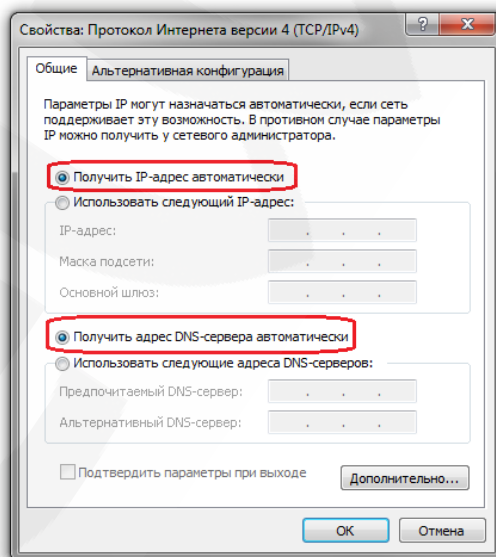 Свойства: Протокол Интернета версии 4 (TCP/IPv4)
Общие Альтернативная конфигурация
Параметры IP могут назначаться автоматически, если сеть
поддерживает эту возможность. В противном случае параметры
IP можно получить у сетевого администратора.
Получить IP-адрес автоматически
Использовать следующий IP-адрес:
IP-адрес:
Маска подсети:
Основной шлюз:
Получить адрес DNS-сервера автоматически
Использовать следующие адреса DNS-серверов:
Предпочитаемый DNS-сервер:
Альтернативный DNS-сервер:
Подтвердить параметры при выходе
Дополнительно...
ОК Отмена